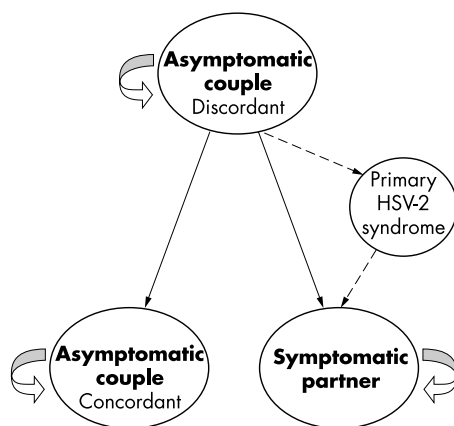 Asymptomatic
couple
Discordant
Primary
HSV-2
syndrome
Asymptomatic
couple
Concordant
Symptomatic
partner